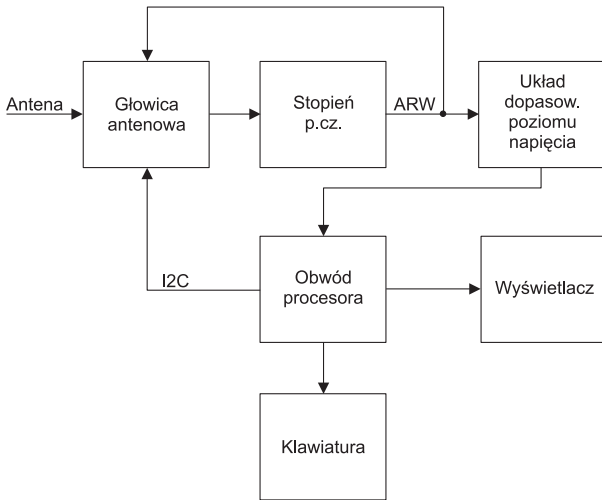 Antena
Głowica
antenowa
Stopień
p.cz.
ARW
Układ
dopasow.
poziomu
napięcia
I2C
Obwód
procesora
Wyświetlacz
Klawiatura